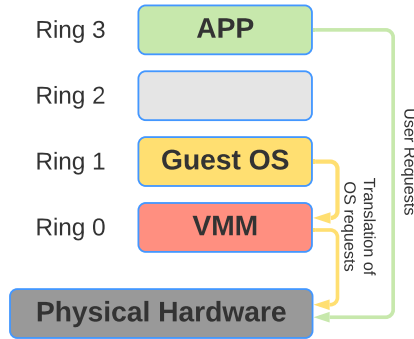 Ring 3
APP
Ring 2
Ring 1
Guest OS
Ring 0
VMM
Physical Hardware
Translation of
OS requests
User Requests